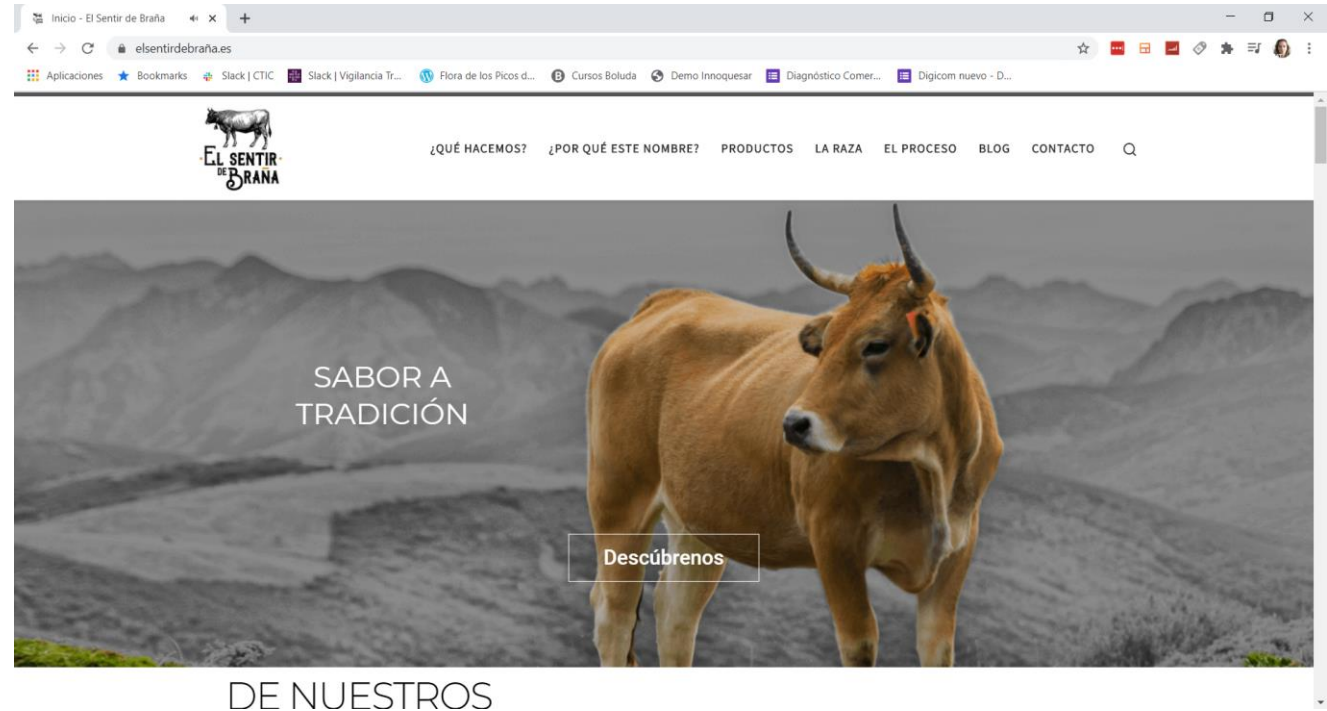 Inicio - El Sentir de Braña
elsentirdebraña.es
Aplicaciones Bookmarks Slack | CTIC Slack | Vigilancia Tr... Flora de los Picos d... Cursos Boluda Demo Innoquesar Diagnóstico Comer... Digicom nuevo - D...
EL SENTIR
DE BRAÑA
¿QUÉ HACEMOS? ¿POR QUÉ ESTE NOMBRE? PRODUCTOS LA RAZA EL PROCESO BLOG CONTACTO
SABOR A
TRADICIÓN
Descúbrenos
DE NUESTROS